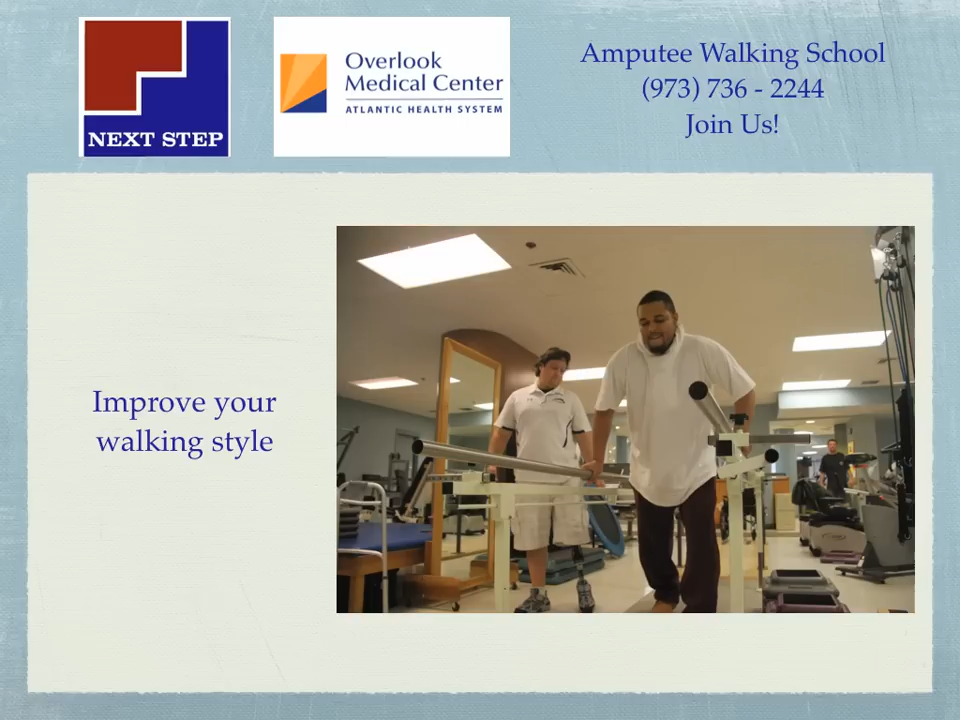 NEXT STEP
Overlook
Medical Center
ATLANTIC HEALTH SYSTEM
Amputee Walking School
(973) 736 - 2244
Join Us!
Improve your
walking style